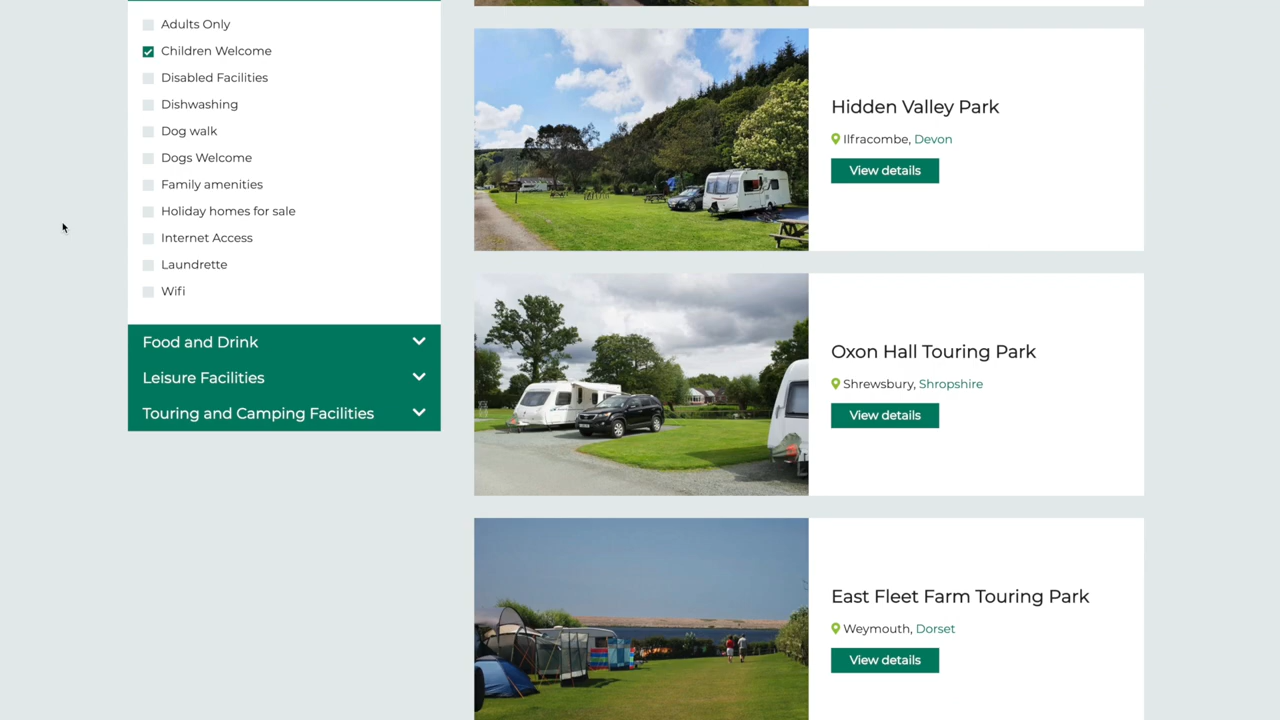 Adults Only
Children Welcome
Disabled Facilities
Dishwashing
Dog walk
Dogs Welcome
Family amenities
Holiday homes for sale
Internet Access
Laundrette
Wifi
Food and Drink
Leisure Facilities
Touring and Camping Facilities
Hidden Valley Park
Ilfracombe, Devon
View details
Oxon Hall Touring Park
Shrewsbury, Shropshire
View details
East Fleet Farm Touring Park
Weymouth, Dorset
View details